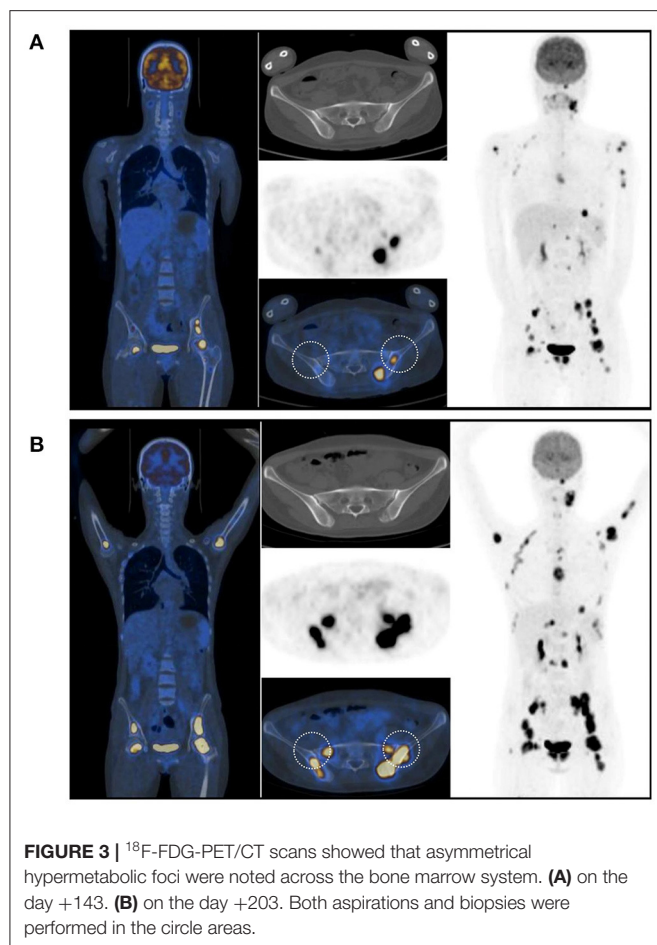 A
B
FIGURE 3 | ¹⁸F-FDG-PET/CT scans showed that asymmetrical
hypermetabolic foci were noted across the bone marrow system. (A) on the
day +143. (B) on the day +203. Both aspirations and biopsies were
performed in the circle areas.